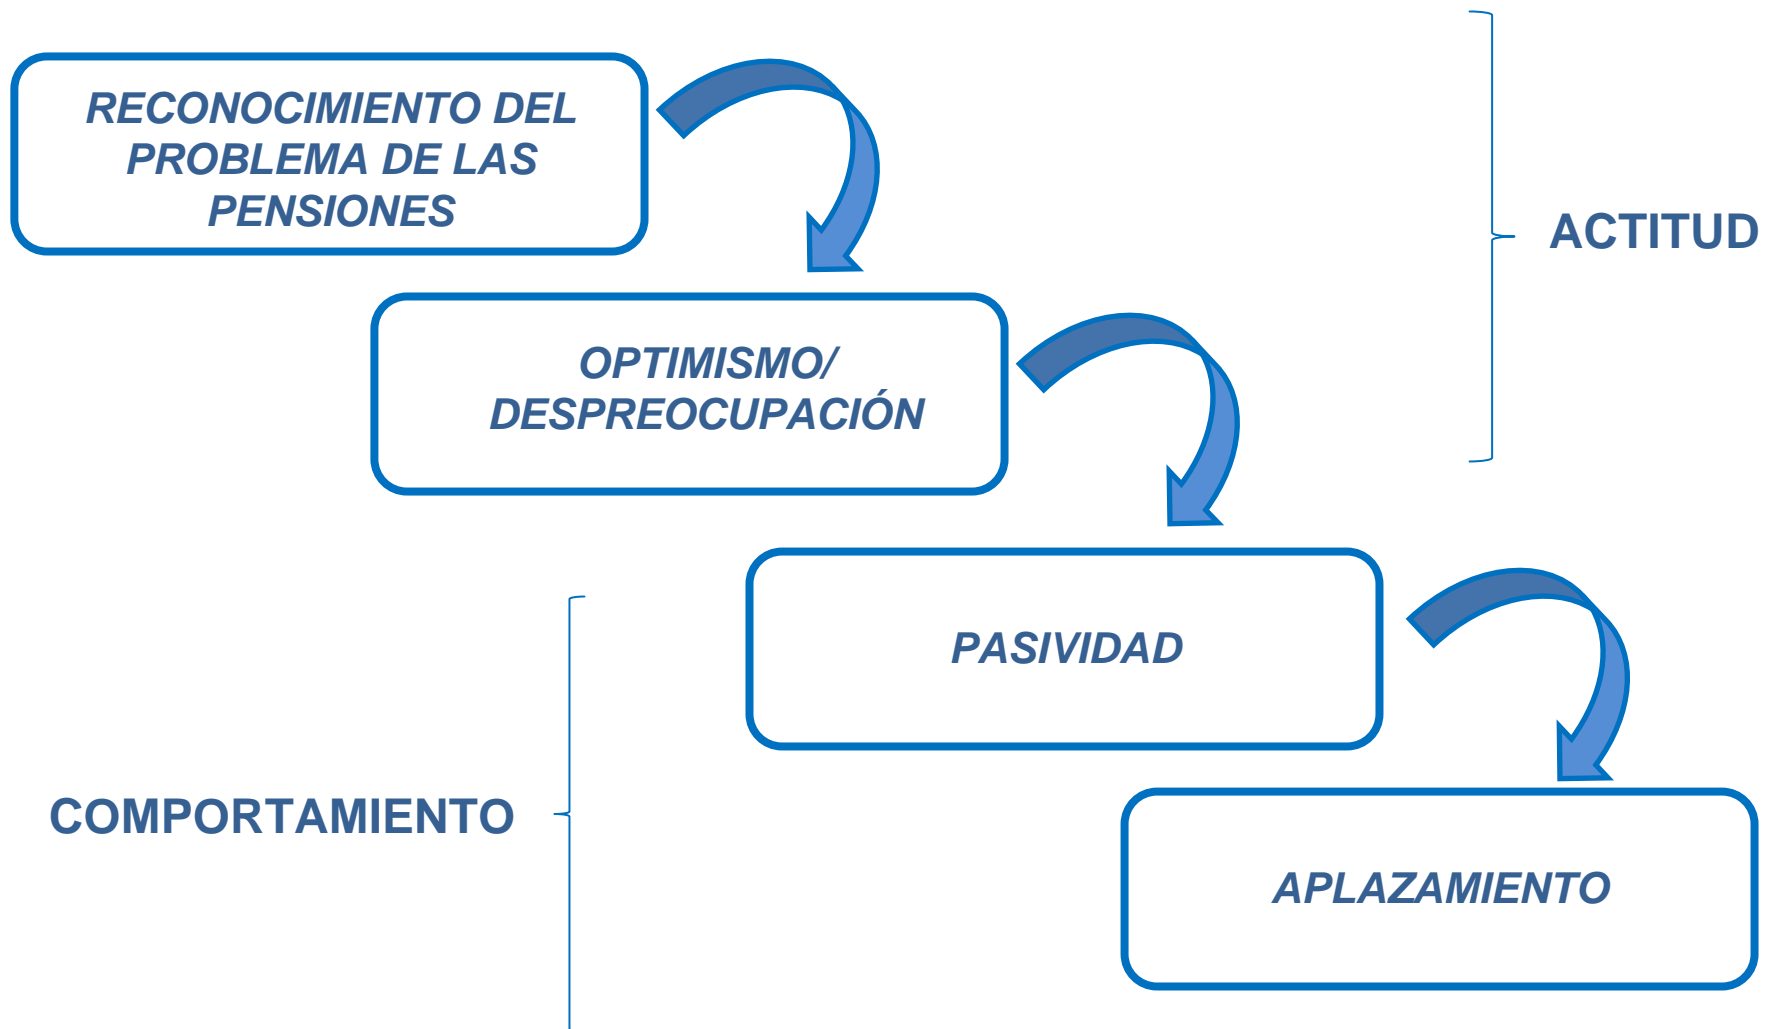 RECONOCIMIENTO DEL
PROBLEMA DE LAS
PENSIONES
ACTITUD
OPTIMISMO/
DESPREOCUPACIÓN
PASIVIDAD
COMPORTAMIENTO
APLAZAMIENTO